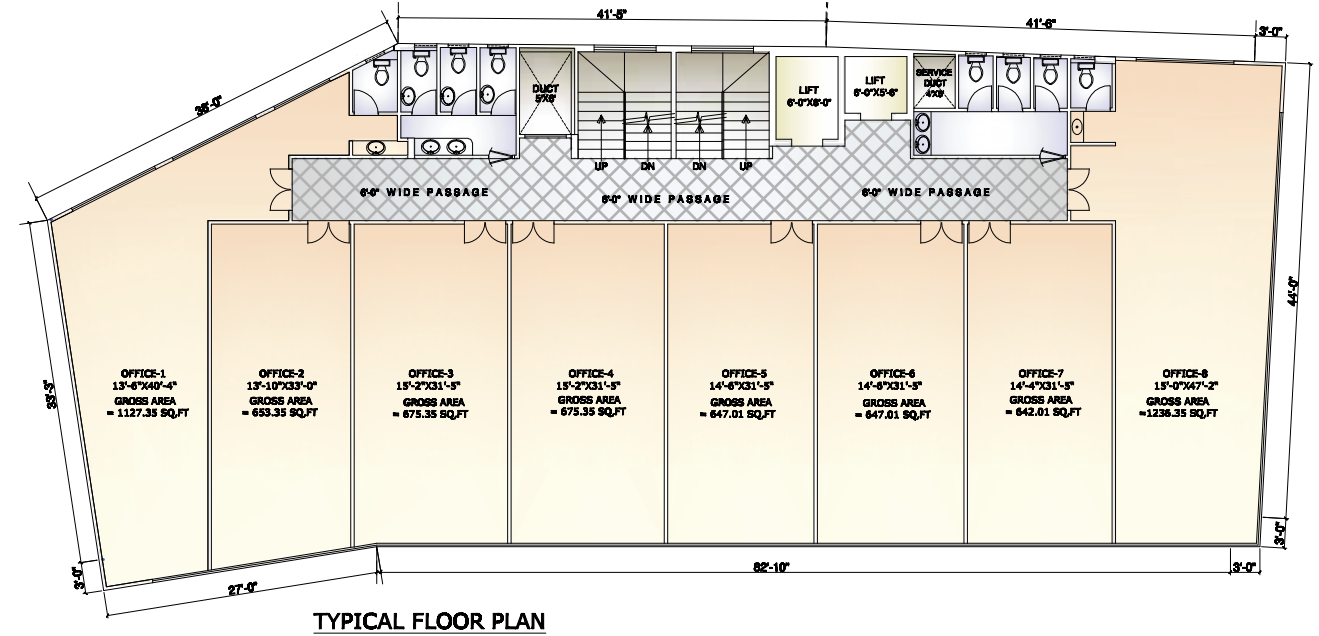 41'-5"
41'-6"
3'-0"
DUCT
5'X8'
LIFT
6'-0"X8'-0"
LIFT
6'-0"X5'-6"
SERVICE
DUCT
4'X6'
UP
DN
DN
UP
6'-0" WIDE PASSAGE
6'-0" WIDE PASSAGE
6'-0" WIDE PASSAGE
44'-0"
33'-3"
OFFICE-1
13'-6"X40'-4"
GROSS AREA
= 1127.35 SQ,FT
OFFICE-2
13'-10"X33'-0"
GROSS AREA
= 653.35 SQ,FT
OFFICE-3
15'-2"X31'-5"
GROSS AREA
= 675.35 SQ,FT
OFFICE-4
15'-2"X31'-5"
GROSS AREA
= 675.35 SQ,FT
OFFICE-5
14'-6"X31'-5"
GROSS AREA
= 647.01 SQ,FT
OFFICE-6
14'-6"X31'-5"
GROSS AREA
= 647.01 SQ,FT
OFFICE-7
14'-4"X31'-5"
GROSS AREA
= 642.01 SQ,FT
OFFICE-8
15'-0"X47'-2"
GROSS AREA
=1236.35 SQ,FT
3'-0"
3'-0"
27'-0"
82'-10"
3'-0"
TYPICAL FLOOR PLAN